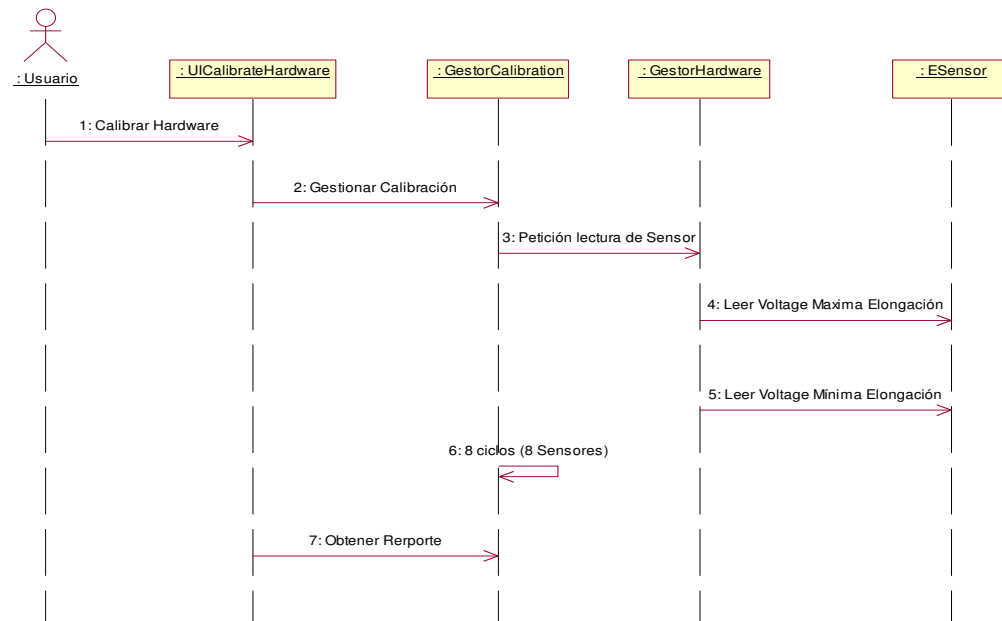 : Usuario
: UICalibrateHardware
: GestorCalibration
: GestorHardware
: ESensor
1: Calibrar Hardware
2: Gestionar Calibración
3: Petición lectura de Sensor
4: Leer Voltage Maxima Elongación
5: Leer Voltage Mínima Elongación
6: 8 ciclos (8 Sensores)
7: Obtener Rerporte